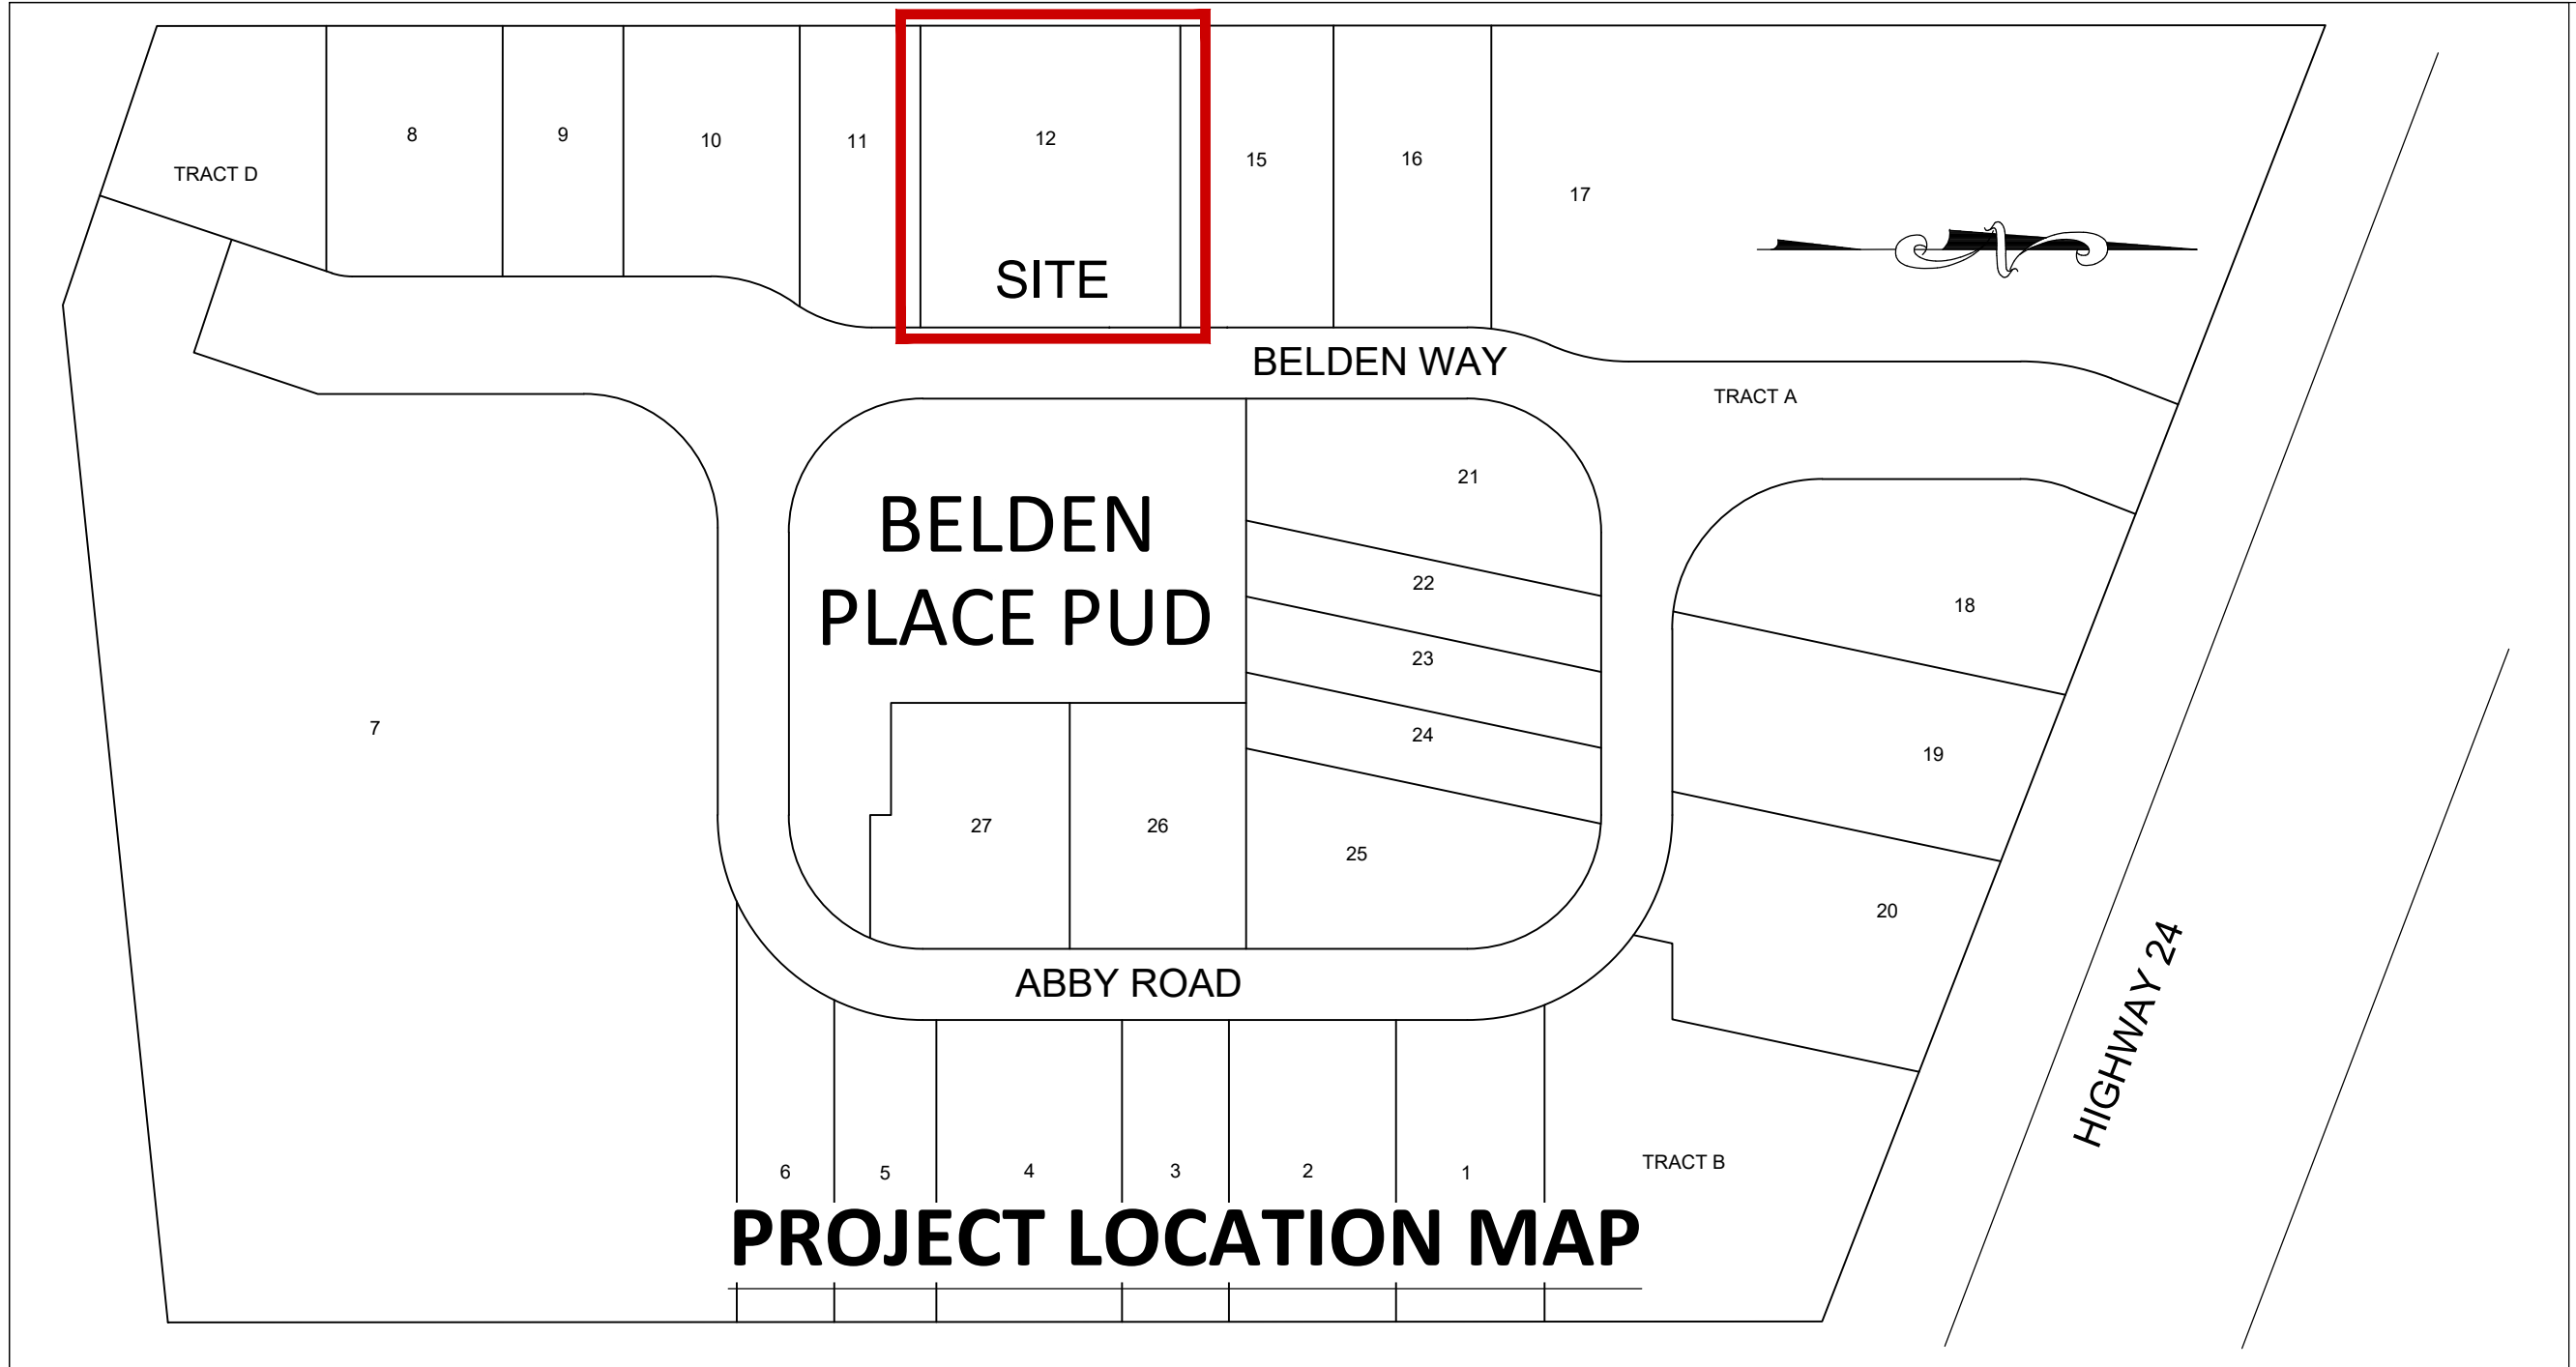 8
9
10
11
12
15
16
17
TRACT D
SITE
N
BELDEN WAY
TRACT A
21
BELDEN
PLACE PUD
22
23
24
25
18
19
20
7
27
26
ABBY ROAD
HIGHWAY 24
6
5
4
3
2
1
TRACT B
PROJECT LOCATION MAP